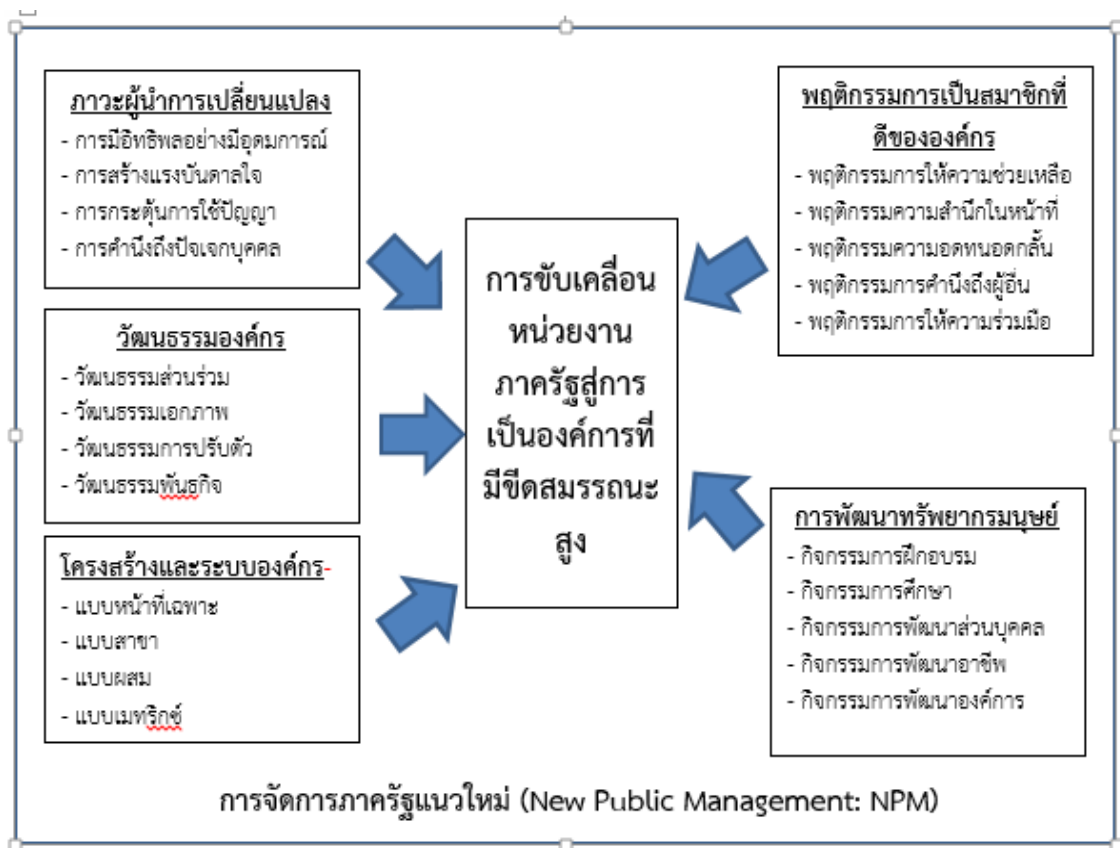 ภาวะผู้นำการเปลี่ยนแปลง
- การมีอิทธิพลอย่างมีอุดมการณ์
- การสร้างแรงบันดาลใจ
- การกระตุ้นการใช้ปัญญา
- การคำนึงถึงปัจเจกบุคคล
วัฒนธรรมองค์กร
- วัฒนธรรมส่วนร่วม
- วัฒนธรรมเอกภาพ
- วัฒนธรรมการปรับตัว
- วัฒนธรรมพันธกิจ
โครงสร้างและระบบองค์กร-
- แบบหน้าที่เฉพาะ
- แบบสาขา
- แบบผสม
- แบบเมทริกซ์
การขับเคลื่อน
หน่วยงาน
ภาครัฐสู่การ
เป็นองค์การที่
มีขีดสมรรถนะ
สูง
พฤติกรรมการเป็นสมาชิกที่
ดีขององค์กร
- พฤติกรรมการให้ความช่วยเหลือ
- พฤติกรรมความสำนึกในหน้าที่
- พฤติกรรมความอดทนอดกลั้น
- พฤติกรรมการคำนึงถึงผู้อื่น
- พฤติกรรมการให้ความร่วมมือ
การพัฒนาทรัพยากรมนุษย์
- กิจกรรมการฝึกอบรม
- กิจกรรมการศึกษา
- กิจกรรมการพัฒนาส่วนบุคคล
- กิจกรรมการพัฒนาอาชีพ
- กิจกรรมการพัฒนาองค์การ
การจัดการภาครัฐแนวใหม่ (New Public Management: NPM)